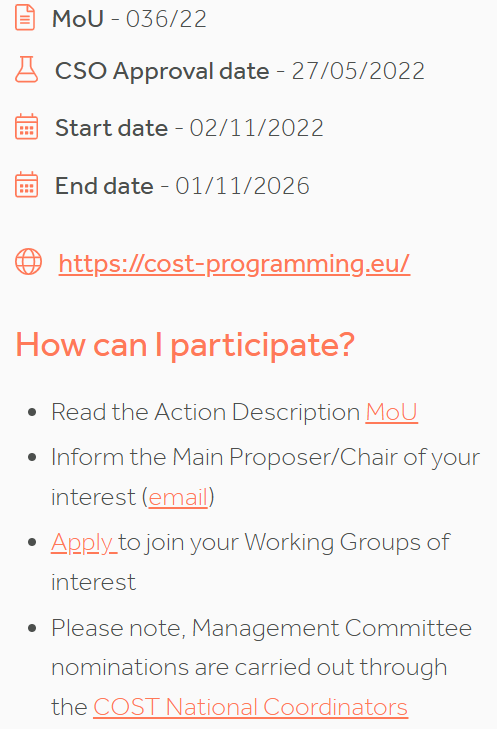 MoU - 036/22
CSO Approval date - 27/05/2022
Start date - 02/11/2022
End date - 01/11/2026
https://cost-programming.eu/
How can I participate?
• Read the Action Description MoU
• Inform the Main Proposer/Chair of your
interest (email)
• Apply to join your Working Groups of
interest
• Please note, Management Committee
nominations are carried out through
the COST National Coordinators